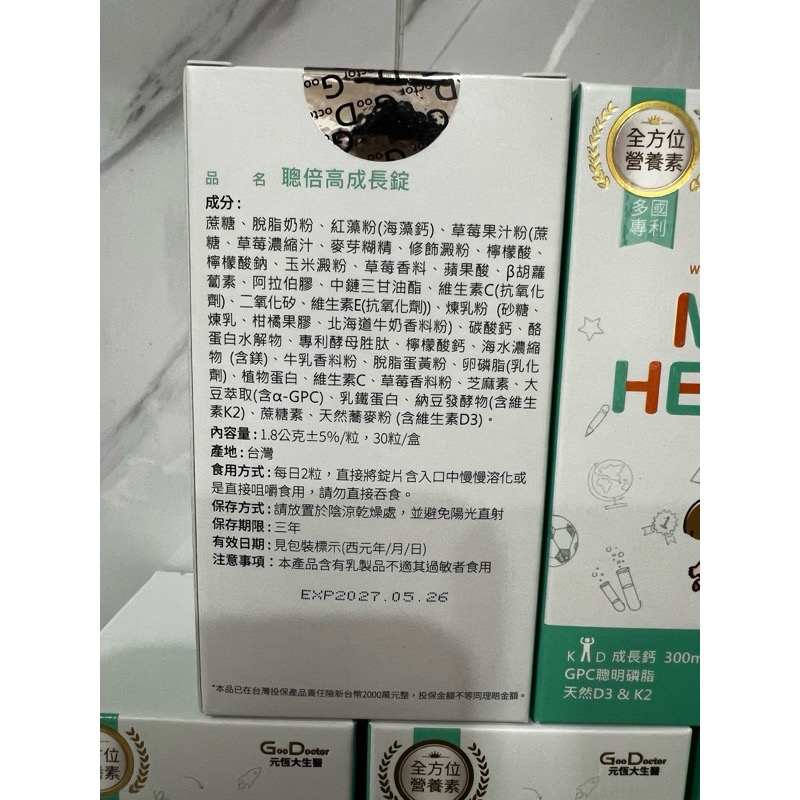 GooDoctor
品 名 聰倍高成長錠
成分:
蔗糖、脫脂奶粉、紅藻粉(海藻鈣)、草莓果汁粉(蔗
糖、草莓濃縮汁、麥芽糊精、修飾澱粉、檸檬酸、
檸檬酸鈉、玉米澱粉、草莓香料、蘋果酸、β胡蘿
蔔素、阿拉伯膠、中鏈三甘油酯、維生素C(抗氧化
劑)、二氧化矽、維生素E(抗氧化劑))、煉乳粉 (砂糖、
煉乳、柑橘果膠、北海道牛奶香料粉)、碳酸鈣、酪
蛋白水解物、專利酵母胜肽、檸檬酸鈣、海水濃縮
物 (含鎂)、牛乳香料粉、脫脂蛋黃粉、卵磷脂(乳化
劑)、植物蛋白、維生素C、草莓香料粉、芝麻素、大
豆萃取(含α-GPC)、乳鐵蛋白、納豆發酵物(含維生
素K2)、蔗糖素、天然蕎麥粉 (含維生素D3)。
內容量:1.8公克±5%/粒，30粒/盒
產地:台灣
食用方式:每日2粒，直接將錠片含入口中慢慢溶化或
是直接咀嚼食用，請勿直接吞食。
保存方式:請放置於陰涼乾燥處，並避免陽光直射
保存期限:三年
有效日期:見包裝標示(西元年/月/日)
注意事項：本產品含有乳製品不適其過敏者食用
EXP2027.05.26
*本品已在台灣投保產品責任險新台幣2000萬元整，投保金額不等同理賠金額。
全方位
營養素
多國
專利
HE
1
KD 成長鈣 300m
GPC聰明磷脂
天然D3 & K2
位
素
GooDoctor
元恆大生醫
全方位
營養素
GooDoctor
元恆大生醫